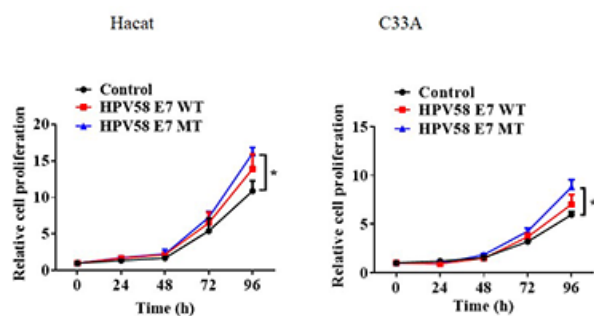 Hacat
Control
HPV58 E7 WT
HPV58 E7 MT
Relative cell proliferation
20
15
10
5
0
*
0 24 48 72 96
Time (h)
C33A
Control
HPV58 E7 WT
HPV58 E7 MT
Relative cell proliferation
15
10
5
0
*
0 24 48 72 96
Time (h)